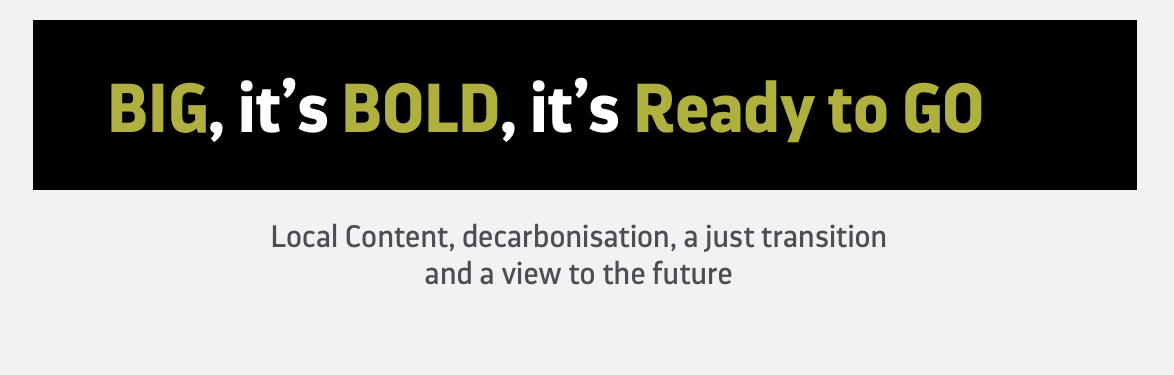 BIG, it’s BOLD, it’s Ready to GO
Local Content, decarbonisation, a just transition
and a view to the future